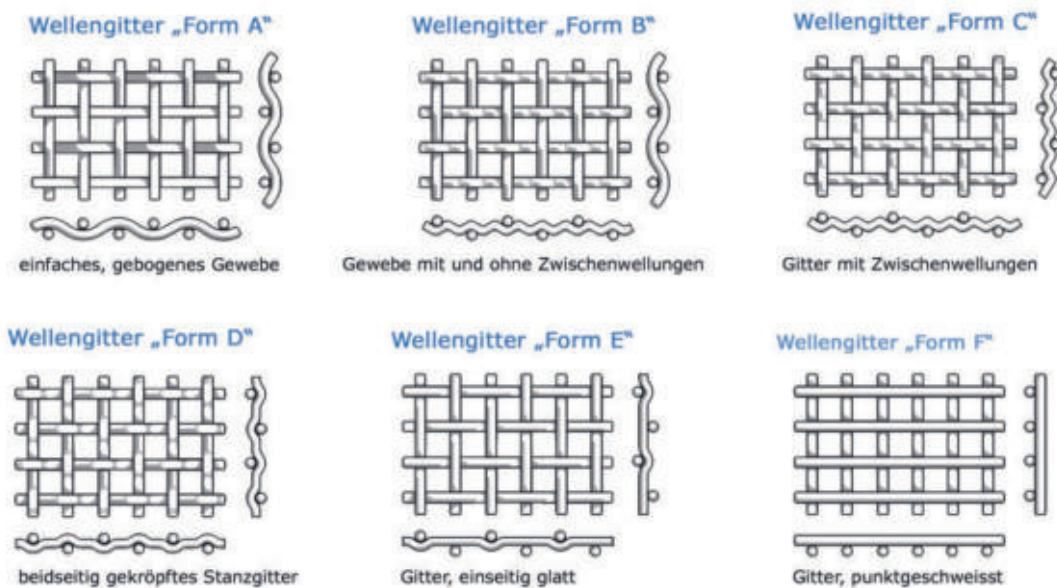 Wellengitter „Form A“
Wellengitter „Form B“
Wellengitter „Form C“
einfaches, gebogenes Gewebe
Gewebe mit und ohne Zwischenwellungen
Gitter mit Zwischenwellungen
Wellengitter „Form D“
Wellengitter „Form E“
Wellengitter „Form F“
beidseitig gekröpftes Stanzgitter
Gitter, einseitig glatt
Gitter, punktgeschweisst